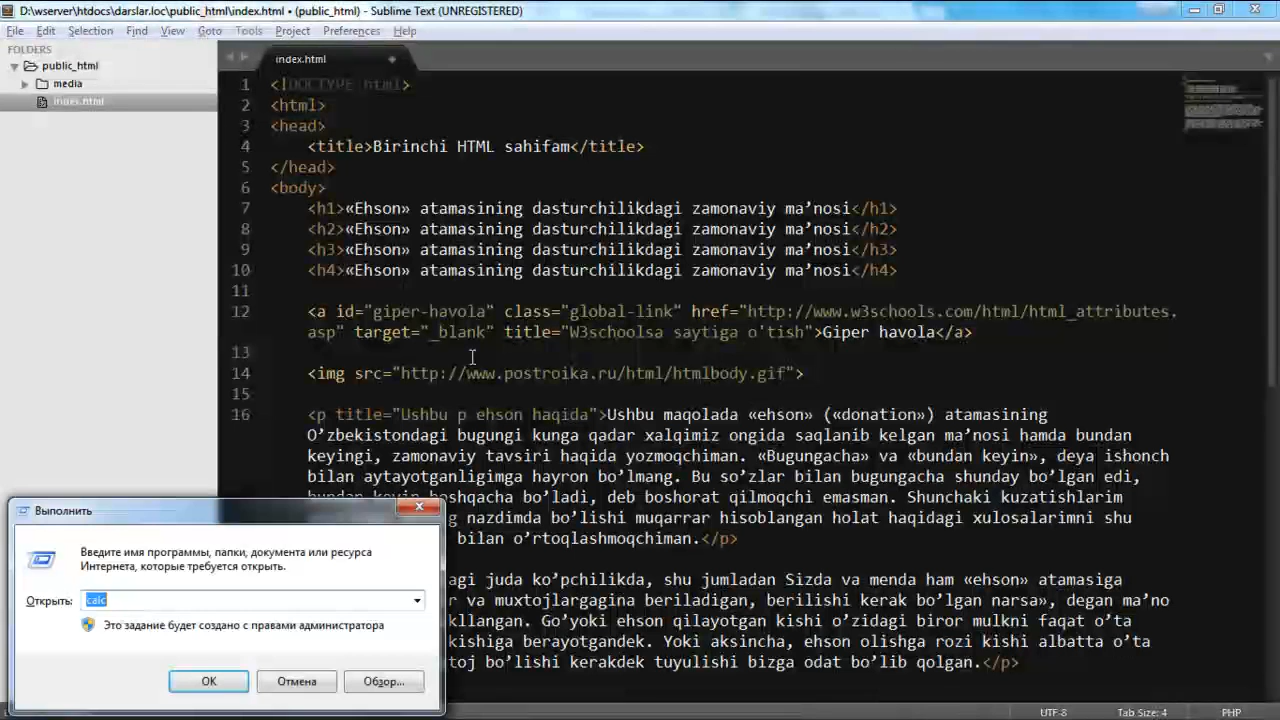 D:\wserver\htdocs\darslar.loc\public_html\index.html • (public_html) - Sublime Text (UNREGISTERED)
File Edit Selection Find View Goto Tools Project Preferences Help
FOLDERS
public_html
media
index.html
index.html
1 <!DOCTYPE html>
2 <html>
3 <head>
4 <title>Birinchi HTML sahifam</title>
5 </head>
6 <body>
7 <h1>«Ehson» atamasining dasturchilikdagi zamonaviy ma’nosi</h1>
8 <h2>«Ehson» atamasining dasturchilikdagi zamonaviy ma’nosi</h2>
9 <h3>«Ehson» atamasining dasturchilikdagi zamonaviy ma’nosi</h3>
10 <h4>«Ehson» atamasining dasturchilikdagi zamonaviy ma’nosi</h4>
11
12 <a id="giper-havola" class="global-link" href="http://www.w3schools.com/html/html_attributes.
asp" target="_blank" title="W3schoolsa saytiga o'tish">Giper havola</a>
13
14 <img src="http://www.postroika.ru/html/htmlbody.gif">
15
16 <p title="Ushbu p ehson haqida">Ushbu maqolada «ehson» («donation») atamasining
O’zbekistondagi bugungi kunga qadar xalqimiz ongida saqlanib kelgan ma’nosi hamda bundan
keyingi, zamonaviy tavsiri haqida yozmoqchiman. «Bugungacha» va «bundan keyin», deya ishonch
bilan aytayotganligimga hayron bo’lmang. Bu so’zlar bilan bugungacha shunday bo’lgan edi,
bundan keyin boshqacha bo’ladi, deb boshorat qilmoqchi emasman. Shunchaki kuzatishlarim
g nazdimda bo’lishi muqarrar hisoblangan holat haqidagi xulosalarimni shu
bilan o’rtoqlashmoqchiman.</p>
agi juda ko’pchilikda, shu jumladan Sizda va menda ham «ehson» atamasiga
r va muxtojlargagina beriladigan, berilishi kerak bo’lgan narsa», degan ma’no
kllangan. Go’yoki ehson qilayotgan kishi o’zidagi biror mulkni faqat o’ta
kishiga berayotgandek. Yoki aksincha, ehson olishga rozi kishi albatta o’ta
toj bo’lishi kerakdek tuyulishi bizga odat bo’lib qolgan.</p>
Выполнить
Введите имя программы, папки, документа или ресурса
Интернета, которые требуется открыть.
Открыть: calc
Это задание будет создано с правами администратора
OK Отмена Обзор...
UTF-8 Tab Size: 4 PHP